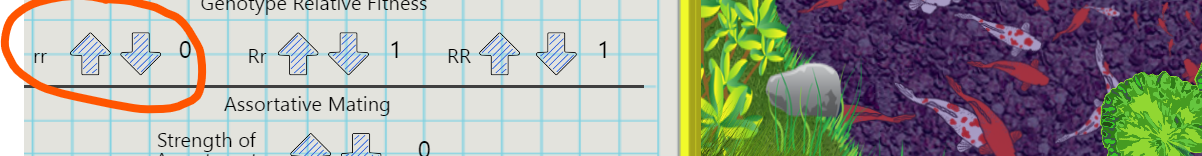 Genotype Relative Fitness
rr 0 Rr 1 RR 1
Assortative Mating
Strength of
0